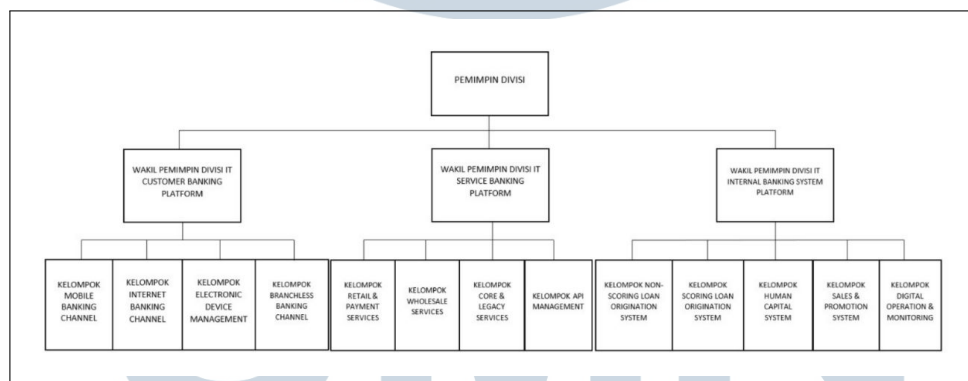 PEMIMPIN DIVISI
WAKIL PEMIMPIN DIVISI IT
CUSTOMER BANKING
PLATFORM
WAKIL PEMIMPIN DIVISI IT
SERVICE BANKING
PLATFORM
WAKIL PEMIMPIN DIVISI IT
INTERNAL BANKING SYSTEM
PLATFORM
KELOMPOK
MOBILE
BANKING
CHANNEL
KELOMPOK
INTERNET
BANKING
CHANNEL
KELOMPOK
ELECTRONIC
DEVICE
MANAGEMENT
KELOMPOK
BRANCHLESS
BANKING
CHANNEL
KELOMPOK
RETAIL &
PAYMENT
SERVICES
KELOMPOK
WHOLESALE
SERVICES
KELOMPOK
CORE &
LEGACY
SERVICES
KELOMPOK API
MANAGEMENT
KELOMPOK NON-
SCORING LOAN
ORIGINATION
SYSTEM
KELOMPOK
SCORING LOAN
ORIGINATION
SYSTEM
KELOMPOK
HUMAN
CAPITAL
SYSTEM
KELOMPOK
SALES &
PROMOTION
SYSTEM
KELOMPOK
DIGITAL
OPERATION &
MONITORING